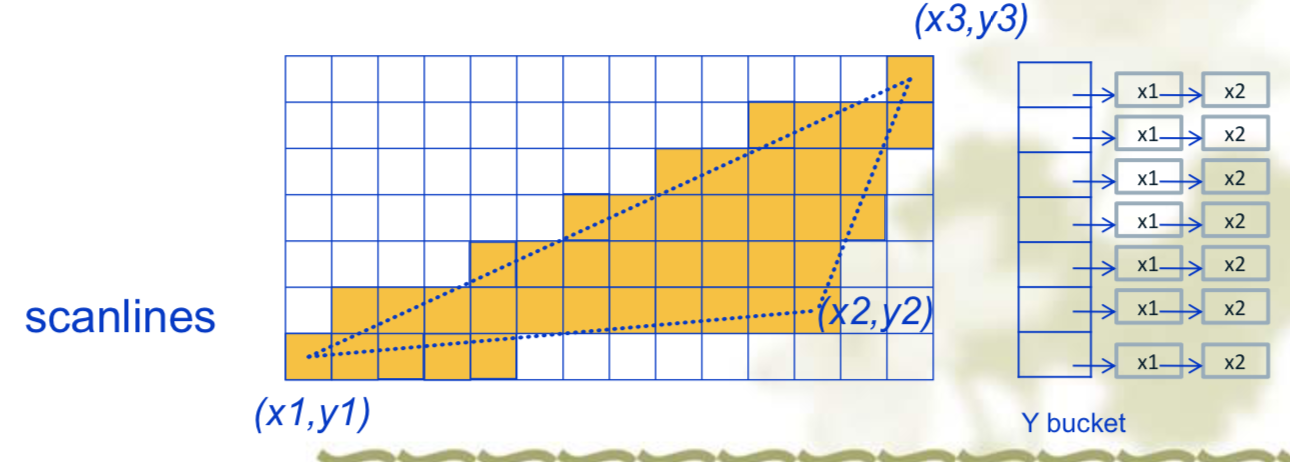 (x3,y3)
x1 x2
x1 x2
x1 x2
x1 x2
x1 x2
x1 x2
x1 x2
scanlines
(x2,y2)
(x1,y1)
Y bucket